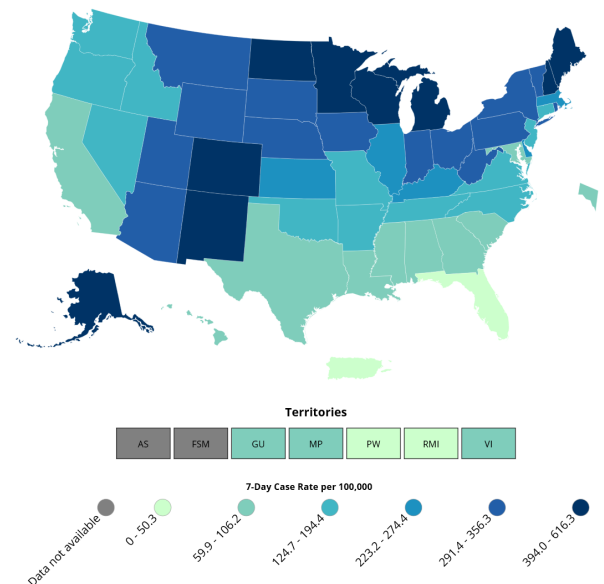 Territories
AS FSM GU MP PW RMI VI
7-Day Case Rate per 100,000
Data not available 0 - 50.3 59.9 - 106.2 124.7 - 194.4 223.2 - 274.4 291.4 - 356.3 394.0 - 616.3